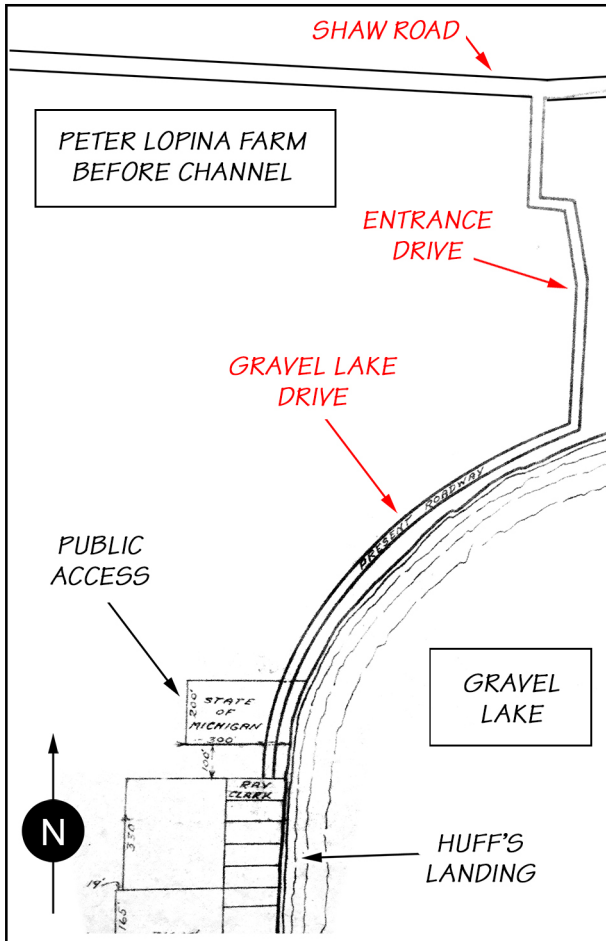 SHAW ROAD
PETER LOPINA FARM
BEFORE CHANNEL
ENTRANCE
DRIVE
GRAVEL LAKE
DRIVE
PRESENT ROADWAY
PUBLIC
ACCESS
200'
STATE
OF
MICHIGAN
300'
100'
GRAVEL
LAKE
RAY
CLARK
330'
N
HUFF'S
LANDING
19'
165'